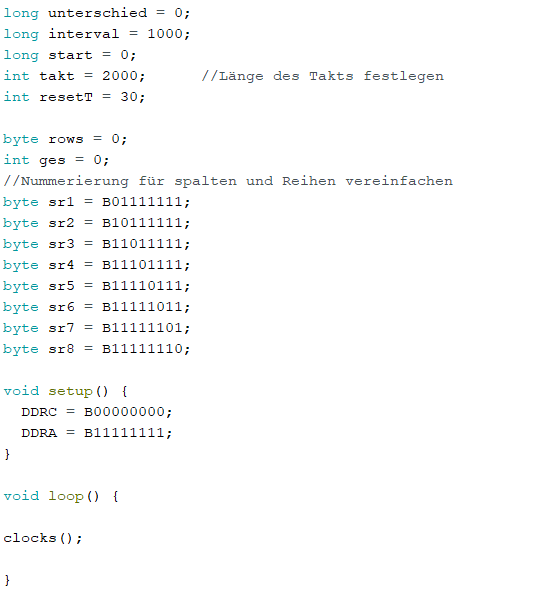 long unterschied = 0;
long interval = 1000;
long start = 0;
int takt = 2000;      //Länge des Takts festlegen
int resetT = 30;

byte rows = 0;
int ges = 0;
//Nummerierung für spalten und Reihen vereinfachen
byte sr1 = B01111111;
byte sr2 = B10111111;
byte sr3 = B11011111;
byte sr4 = B11101111;
byte sr5 = B11110111;
byte sr6 = B11111011;
byte sr7 = B11111101;
byte sr8 = B11111110;

void setup() {
  DDRC = B00000000;
  DDRA = B11111111;
}

void loop() {

clocks();

}